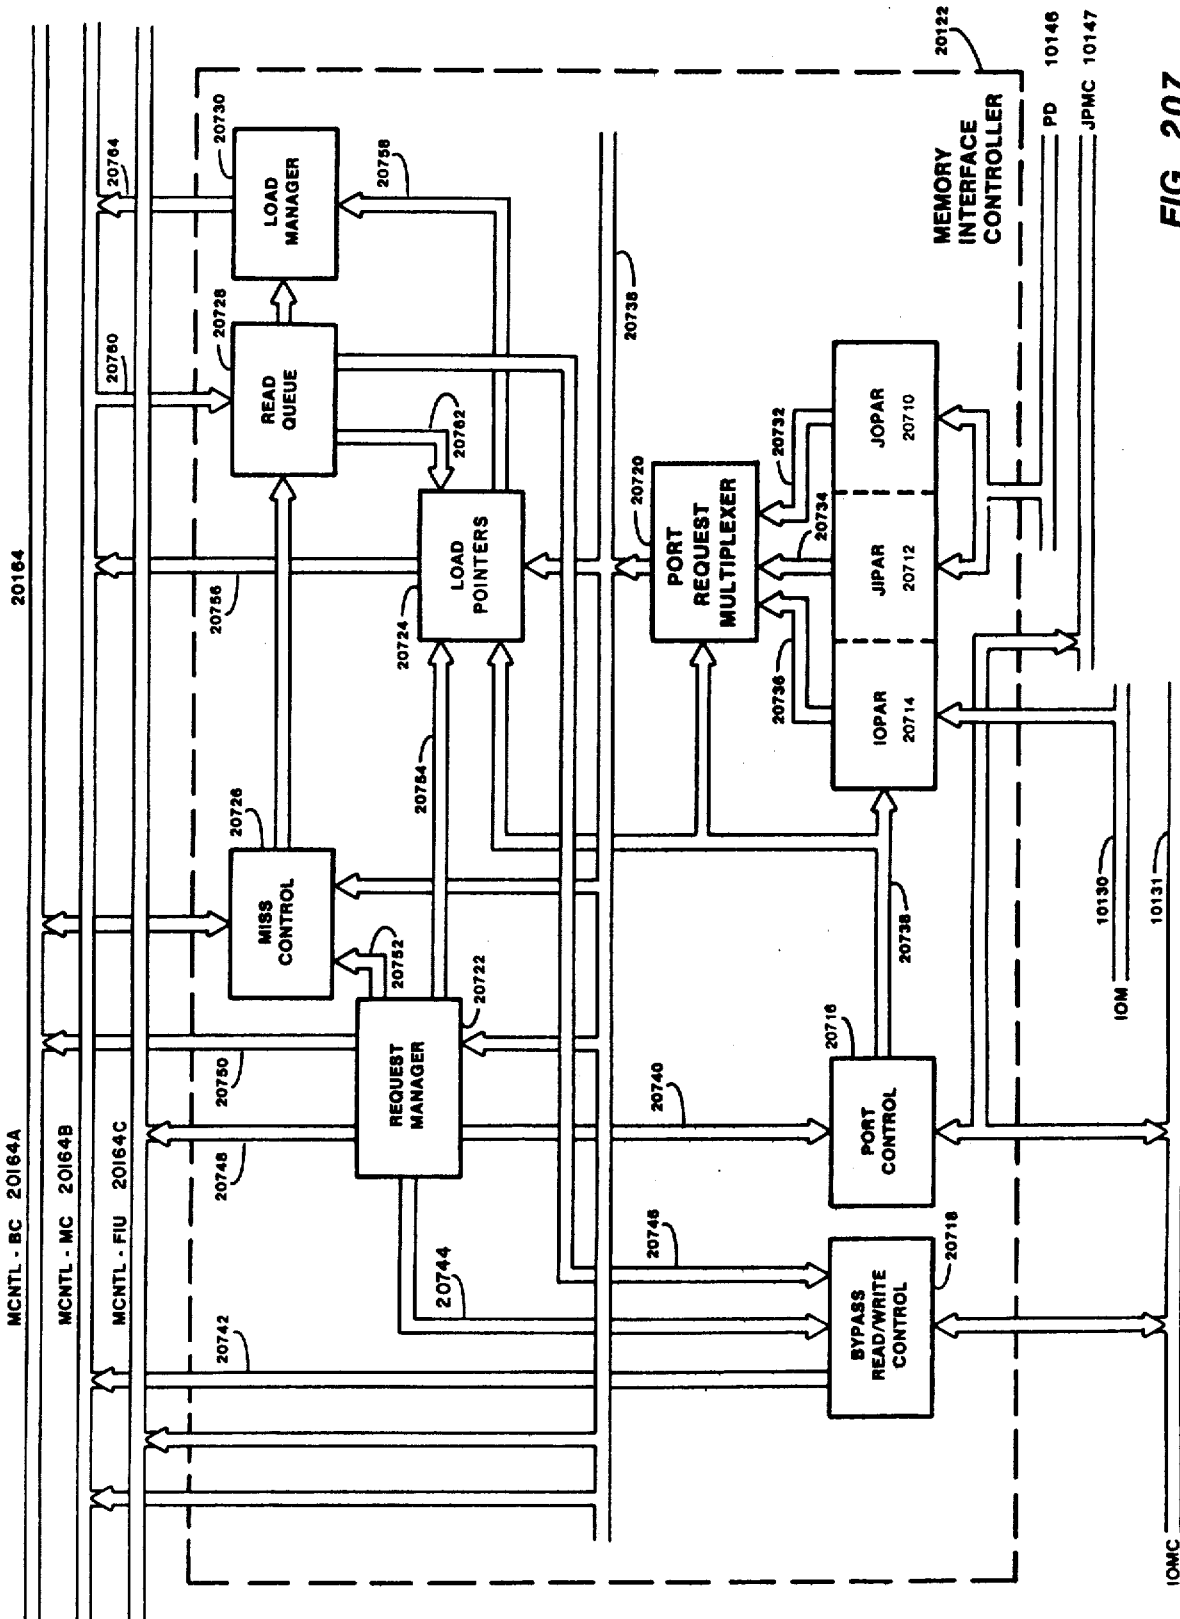 20164
MCNTL - BC 20164A
MCNTL - MC 20164B
MCNTL - FIU 20164C
20742
20748
20750
20756
20760
20764
20744
REQUEST
MANAGER
20722
20752
MISS
CONTROL
20726
20754
READ
QUEUE
20728
20762
LOAD
MANAGER
20730
20758
LOAD
POINTERS
20724
20738
20746
20740
BYPASS
READ/WRITE
CONTROL
20718
PORT
CONTROL
20716
20738
PORT
REQUEST
MULTIPLEXER
20720
20736
20734
20732
IOPAR
20714
JIPAR
20712
JOPAR
20710
MEMORY
INTERFACE
CONTROLLER
20122
PD 10146
JPMC 10147
IOM
10130
10131
IOMC
FIG. 207